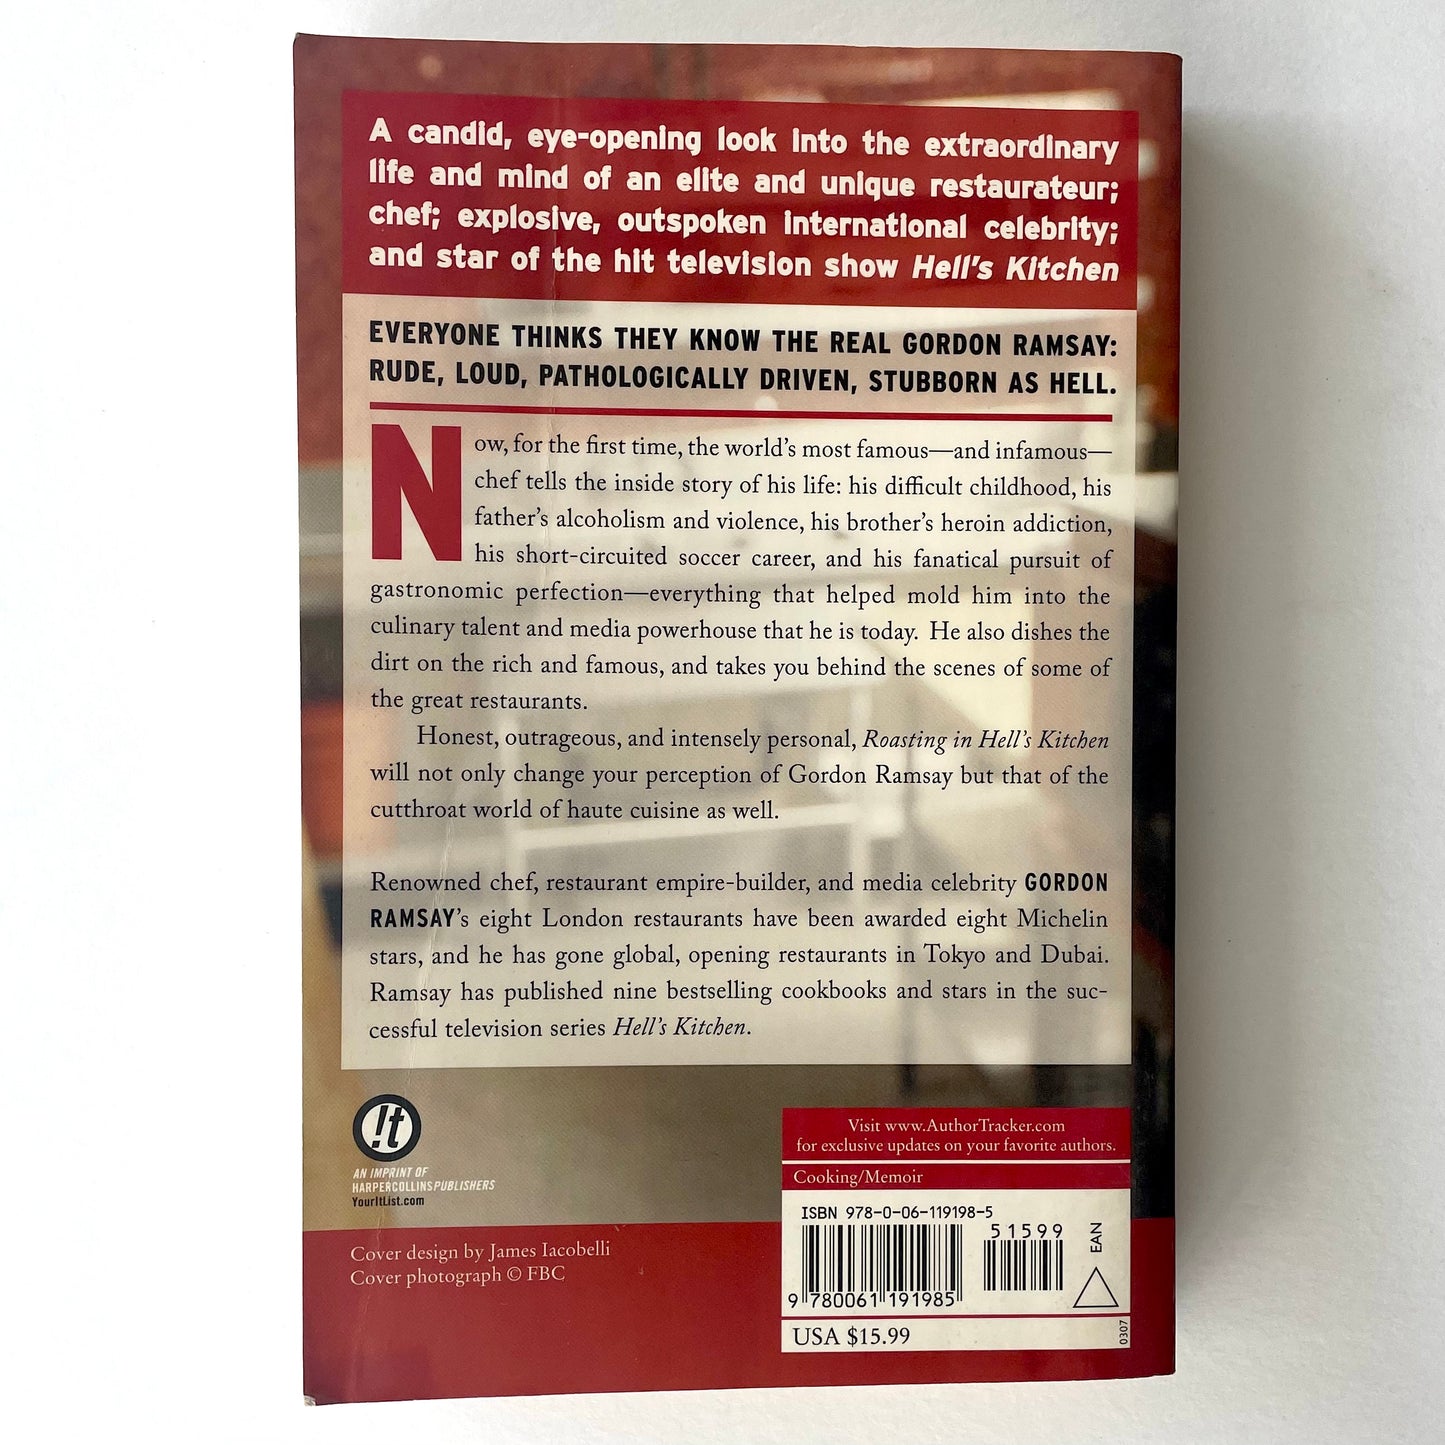 A candid, eye-opening look into the extraordinary
life and mind of an elite and unique restaurateur;
chef; explosive, outspoken international celebrity;
and star of the hit television show Hell's Kitchen
EVERYONE THINKS THEY KNOW THE REAL GORDON RAMSAY:
RUDE, LOUD, PATHOLOGICALLY DRIVEN, STUBBORN AS HELL.
Now, for the first time, the world's most famous—and infamous—
chef tells the inside story of his life: his difficult childhood, his
father's alcoholism and violence, his brother's heroin addiction,
his short-circuited soccer career, and his fanatical pursuit of
gastronomic perfection—everything that helped mold him into the
culinary talent and media powerhouse that he is today. He also dishes the
dirt on the rich and famous, and takes you behind the scenes of some of
the great restaurants.
Honest, outrageous, and intensely personal, Roasting in Hell's Kitchen
will not only change your perception of Gordon Ramsay but that of the
cutthroat world of haute cuisine as well.
Renowned chef, restaurant empire-builder, and media celebrity GORDON
RAMSAY's eight London restaurants have been awarded eight Michelin
stars, and he has gone global, opening restaurants in Tokyo and Dubai.
Ramsay has published nine bestselling cookbooks and stars in the suc-
cessful television series Hell's Kitchen.
!t
AN IMPRINT OF
HARPERCOLLINSPUBLISHERS
YourItList.com
Cover design by James Iacobelli
Cover photograph © FBC
Visit www.AuthorTracker.com
for exclusive updates on your favorite authors.
Cooking/Memoir
ISBN 978-0-06-119198-5
51599
EAN
9 780061 191985
USA $15.99
0307